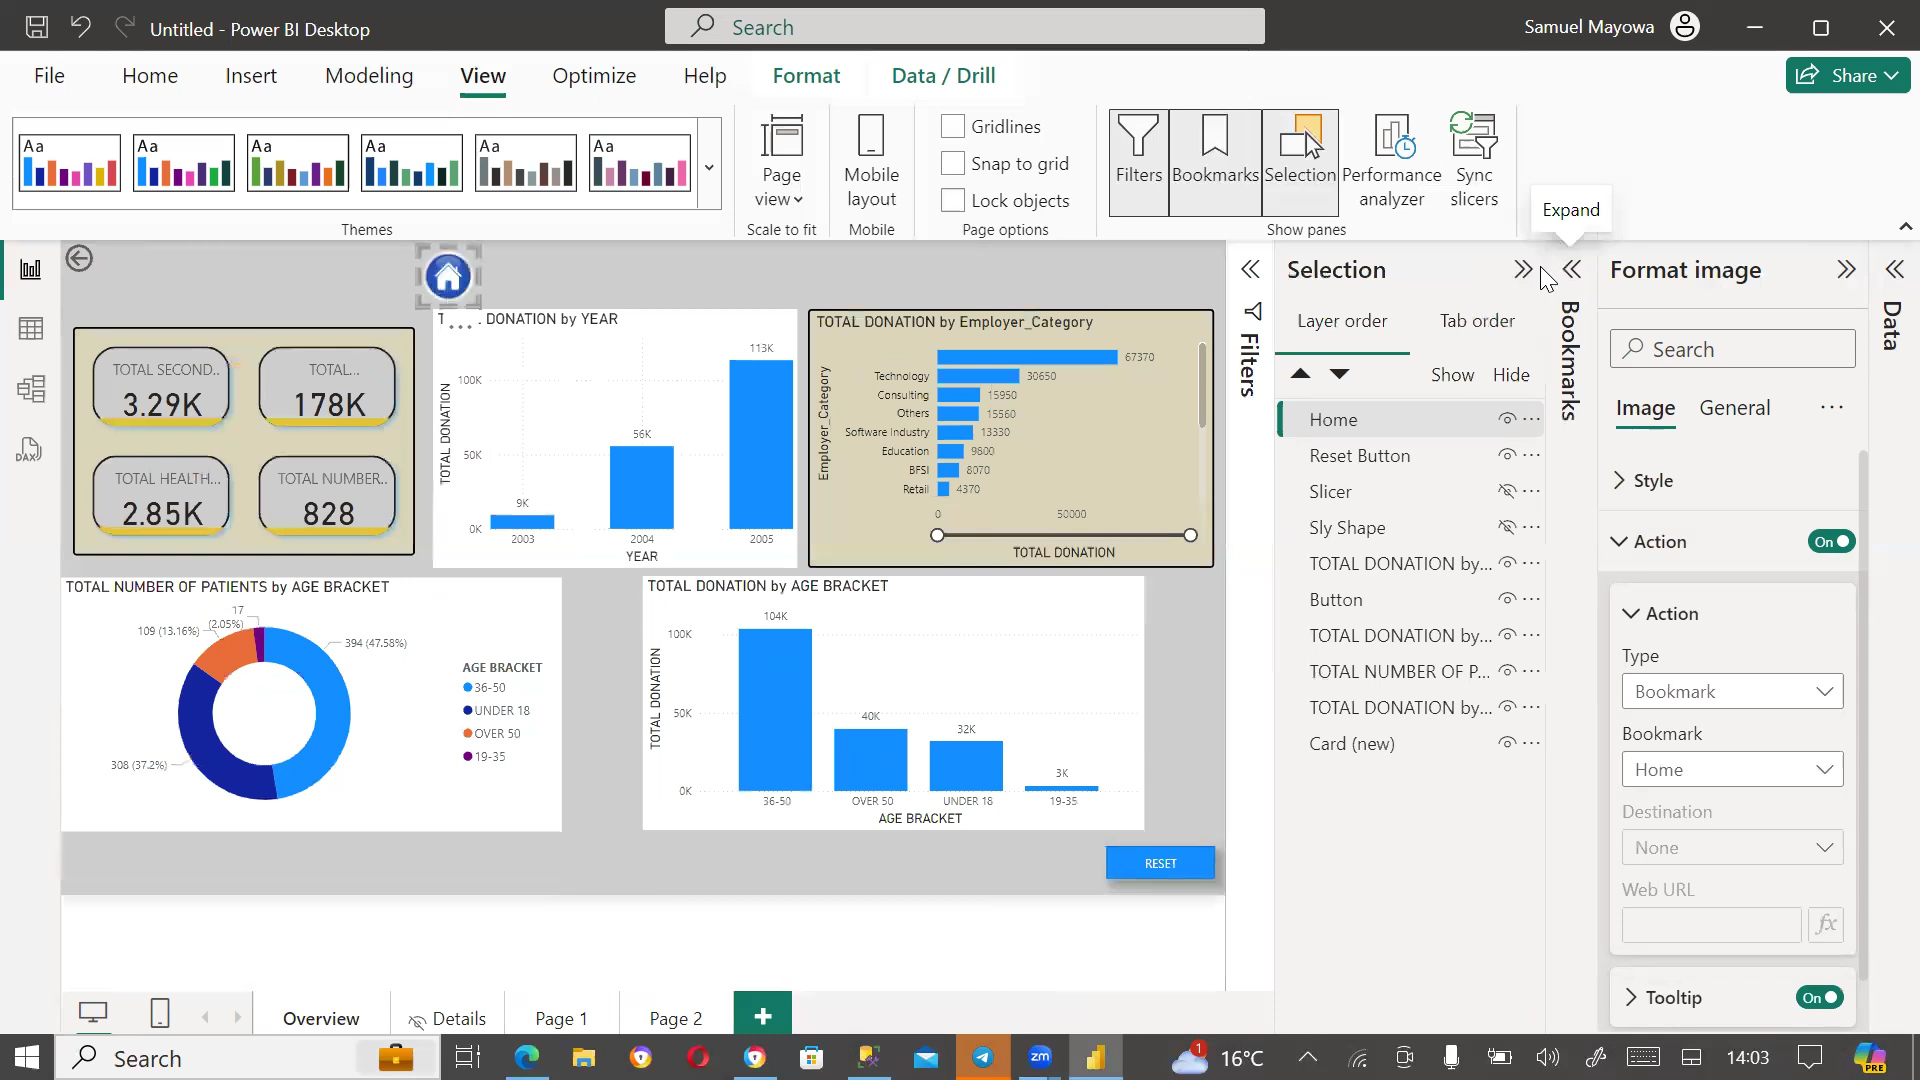 Untitled - Power BI Desktop
Search
Samuel Mayowa
File
Home
Insert
Modeling
View
Optimize
Help
Format
Data / Drill
Share
Aa
Aa
Aa
Aa
Aa
Aa
Themes
Page view
Scale to fit
Mobile layout
Mobile
Gridlines
Snap to grid
Lock objects
Page options
Filters
Bookmarks
Selection
Performance analyzer
Sync slicers
Show panes
Expand
TOTAL SECOND..
3.29K
TOTAL...
178K
TOTAL HEALTH...
2.85K
TOTAL NUMBER..
828
DONATION by YEAR
TOTAL DONATION
100K
50K
0K
9K
56K
113K
2003
2004
2005
YEAR
TOTAL DONATION by Employer_Category
Employer_Category
67370
Technology 30650
Consulting 15950
Others 15560
Software Industry 13330
Education 9800
BFSI 8070
Retail 4370
0
50000
TOTAL DONATION
TOTAL NUMBER OF PATIENTS by AGE BRACKET
17
(2.05%)
109 (13.16%)
394 (47.58%)
308 (37.2%)
AGE BRACKET
36-50
UNDER 18
OVER 50
19-35
TOTAL DONATION by AGE BRACKET
TOTAL DONATION
100K
50K
0K
104K
40K
32K
3K
36-50
OVER 50
UNDER 18
19-35
AGE BRACKET
RESET
Filters
Selection
Layer order
Tab order
Show
Hide
Home
Reset Button
Slicer
Sly Shape
TOTAL DONATION by...
Button
TOTAL DONATION by...
TOTAL NUMBER OF P...
TOTAL DONATION by...
Card (new)
Bookmarks
Format image
Search
Image
General
Style
Action
On
Action
Type
Bookmark
Bookmark
Home
Destination
None
Web URL
fx
Tooltip
On
Data
DAX
Overview
Details
Page 1
Page 2
Search
zm
1
16°C
14:03
PRE